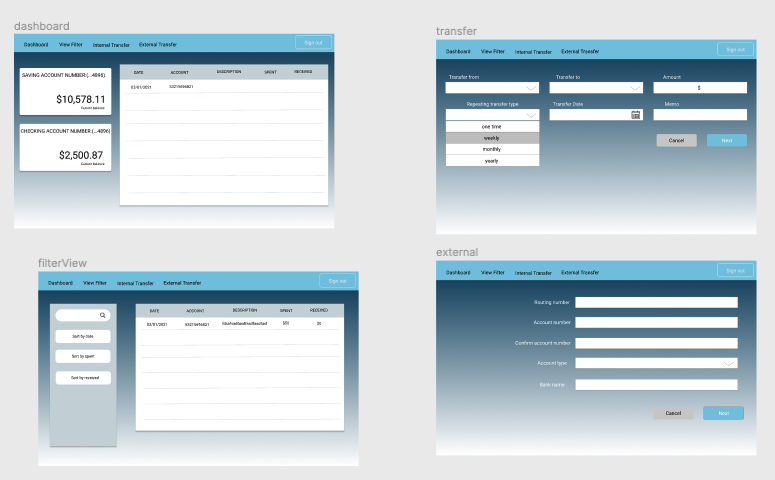 dashboard
Dashboard View Filter Internal Transfer External Transfer Sign out
SAVING ACCOUNT NUMBER:(...4896)
$10,578.11
Current balance
CHECKING ACCOUNT NUMBER:(...4896)
$2,500.87
Current balance
DATE ACCOUNT DESCRIPTION SPENT RECEIVED
03/01/2021 53215696821
transfer
Dashboard View Filter Internal Transfer External Transfer Sign out
Transfer from Transfer to Amount
$
Repeating transfer type Transfer Date Memo
one time
weekly
monthly
yearly
Cancel Next
filterView
Dashboard View Filter Internal Transfer External Transfer Sign out
Sort by date
Sort by spent
Sort by received
DATE ACCOUNT DESCRIPTION SPENT RECEIVED
03/01/2021 53215696821 $50 $0
external
Dashboard View Filter Internal Transfer External Transfer Sign out
Routing number
Account number
Confirm account number
Account type
Bank name
Cancel Next